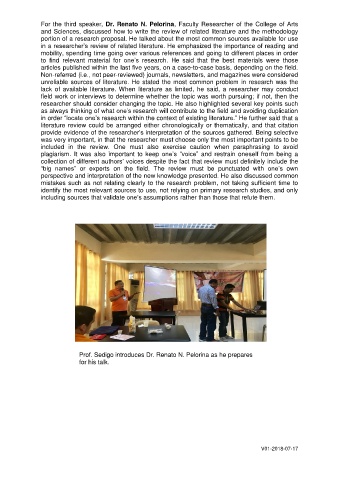 For the third speaker, Dr. Renato N. Pelorina, Faculty Researcher of the College of Arts
and Sciences, discussed how to write the review of related literature and the methodology
portion of a research proposal. He talked about the most common sources available for use
in a researcher's review of related literature. He emphasized the importance of reading and
mobility, spending time going over various references and going to different places in order
to find relevant material for one's research. He said that the best materials were those
articles published within the last five years, on a case-to-case basis, depending on the field.
Non-referred (i.e., not peer reviewed) journals, newsletters, and magazines were considered
unreliable sources of literature. He stated the most common problem in research was the
lack of available literature. When literature as limited, he said, a researcher may conduct
field work or interviews to determine whether the topic was worth pursuing; if not, then the
researcher should consider changing the topic. He also highlighted several key points such
as always thinking of what one's research will contribute to the field and avoiding duplication
in order "locate one's research within the context of existing literature." He further said that a
literature review could be arranged either chronologically or thematically, and that citation
provide evidence of the researcher's interpretation of the sources gathered. Being selective
was very important, in that the researcher must choose only the most important points to be
included in the review. One must also exercise caution when paraphrasing to avoid
plagiarism. It was also important to keep one's "voice" and restrain oneself from being a
collection of different authors' voices despite the fact that review must definitely include the
"big names" or experts on the field. The review must be punctuated with one's own
perspective and interpretation of the new knowledge presented. He also discussed common
mistakes such as not relating clearly to the research problem, not taking sufficient time to
identify the most relevant sources to use, not relying on primary research studies, and only
including sources that validate one's assumptions rather than those that refute them.
Prof. Sedigo introduces Dr. Renato N. Pelorina as he prepares
for his talk.
V01-2018-07-17